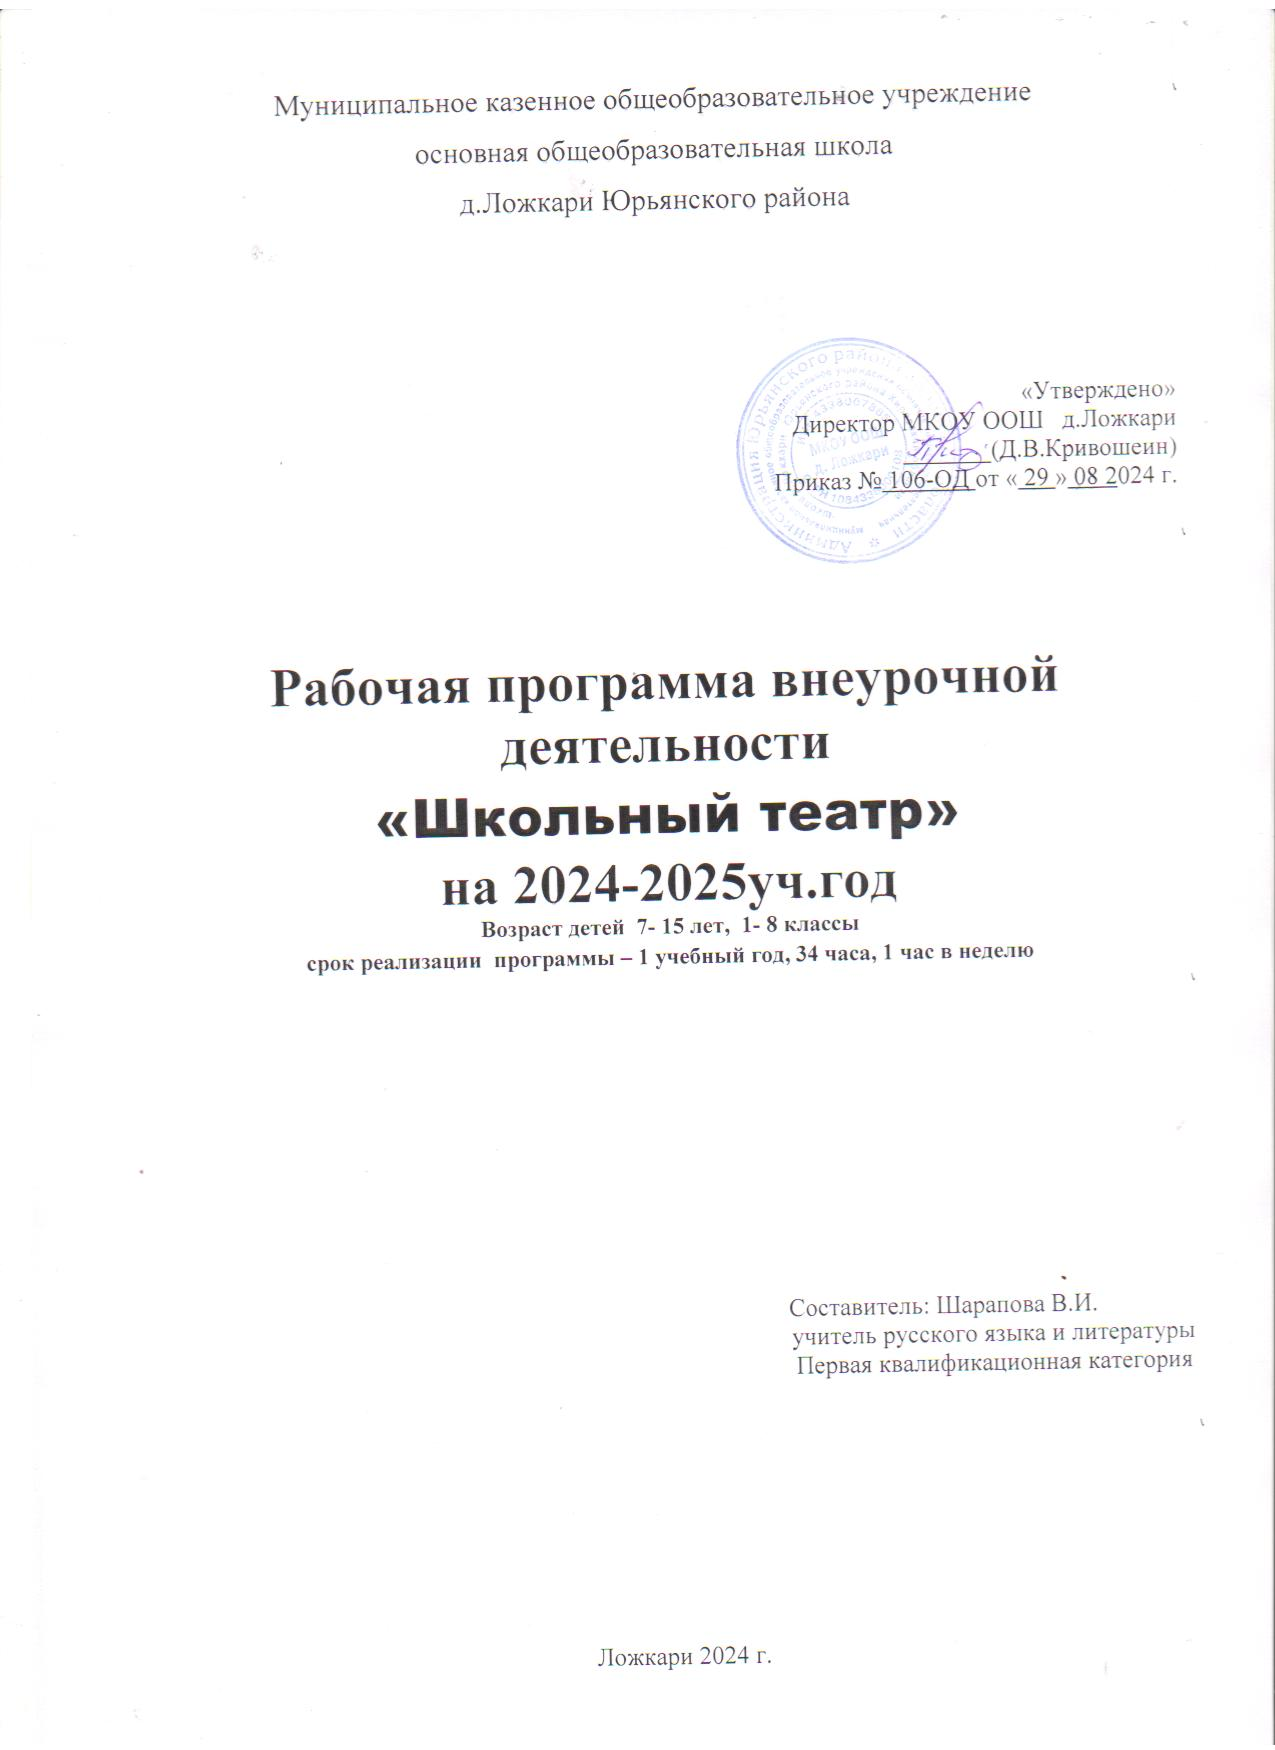 Муниципальное казенное общеобразовательное учреждение
основная общеобразовательная школа
д.Ложкари Юрьянского района
«Утверждено»
Директор МКОУ ООШ д.Ложкари
(Д.В.Кривошеин)
Приказ № 106-ОД от « 29 » 08 2024 г.
МКОУ ООШ
д. Ложкари
Рабочая программа внеурочной
деятельности
«Школьный театр»
на 2024-2025уч.год
Возраст детей 7- 15 лет, 1- 8 классы
срок реализации программы – 1 учебный год, 34 часа, 1 час в неделю
Составитель: Шарапова В.И.
учитель русского языка и литературы
Первая квалификационная категория
Ложкари 2024 г.